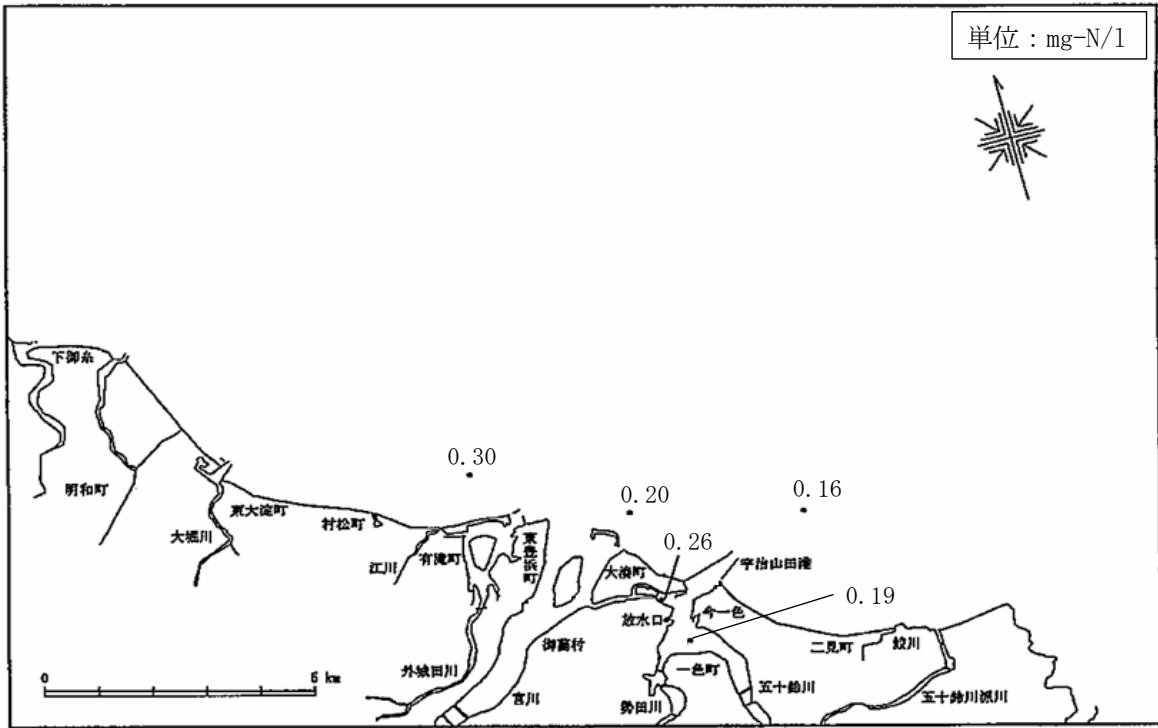 単位：mg-N/l
下御糸
0.30
0.20
0.16
明和町
東大淀町
村松町
大堀川
江川
有滝町
東豊浜町
0.26
大湊町
宇治山田港
0.19
今一色
放水口
御薗村
二見町
鮫川
外城田川
宮川
一色町
勢田川
五十鈴川
五十鈴川派川
0
5 km